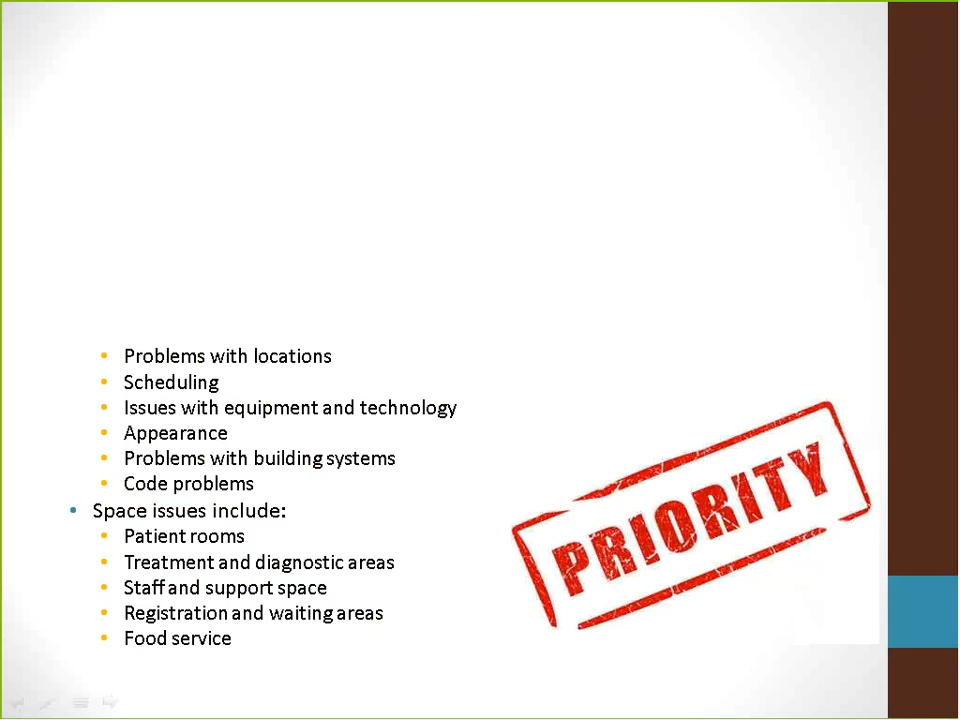 • Problems with locations
• Scheduling
• Issues with equipment and technology
• Appearance
• Problems with building systems
• Code problems
• Space issues include:
• Patient rooms
• Treatment and diagnostic areas
• Staff and support space
• Registration and waiting areas
• Food service
PRIORITY